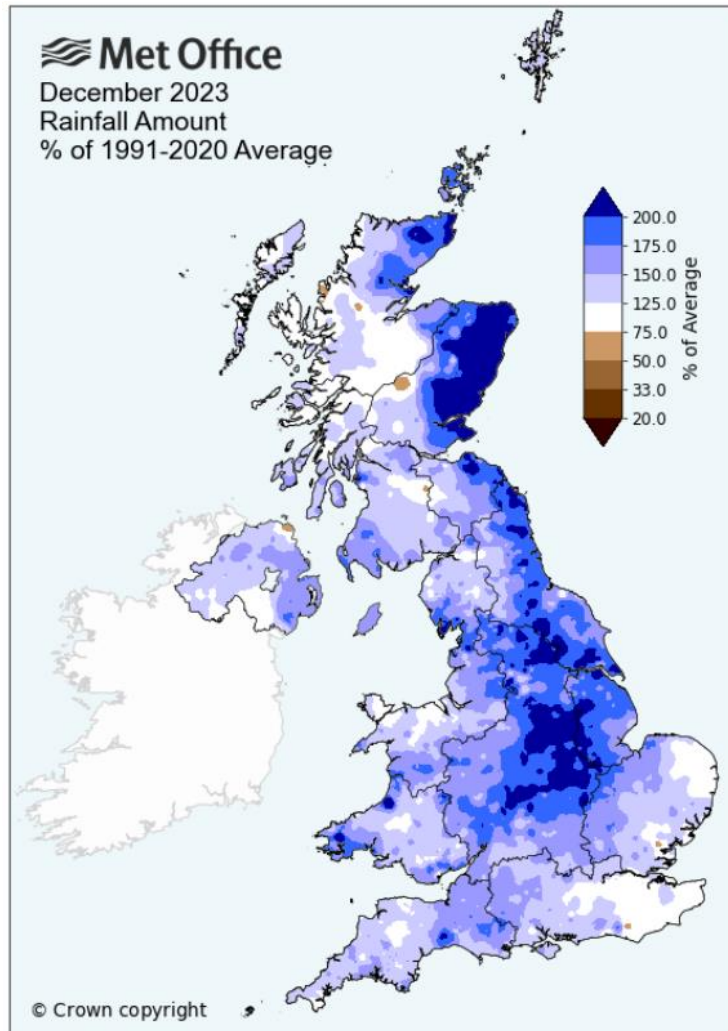 Met Office
December 2023
Rainfall Amount
% of 1991-2020 Average
200.0
175.0
150.0
125.0
75.0
50.0
33.0
20.0
% of Average
© Crown copyright